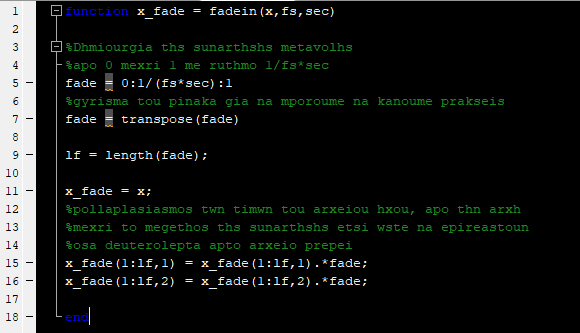 1 function x_fade = fadein(x,fs,sec)
2
3 %Dhmiourgia ths sunarthshs metavolhs
4 %apo 0 mexri 1 me ruthmo 1/fs*sec
5 fade = 0:1/(fs*sec):1
6 %gyrisma tou pinaka gia na mporoume na kanoume prakseis
7 fade = transpose(fade)
8
9 lf = length(fade);
10
11 x_fade = x;
12 %pollaplasiasmos twn timwn tou arxeiou hxou, apo thn arxh
13 %mexri to megethos ths sunarthshs etsi wste na epireastoun
14 %osa deuterolepta apto arxeio prepei
15 x_fade(1:lf,1) = x_fade(1:lf,1).*fade;
16 x_fade(1:lf,2) = x_fade(1:lf,2).*fade;
17
18 end